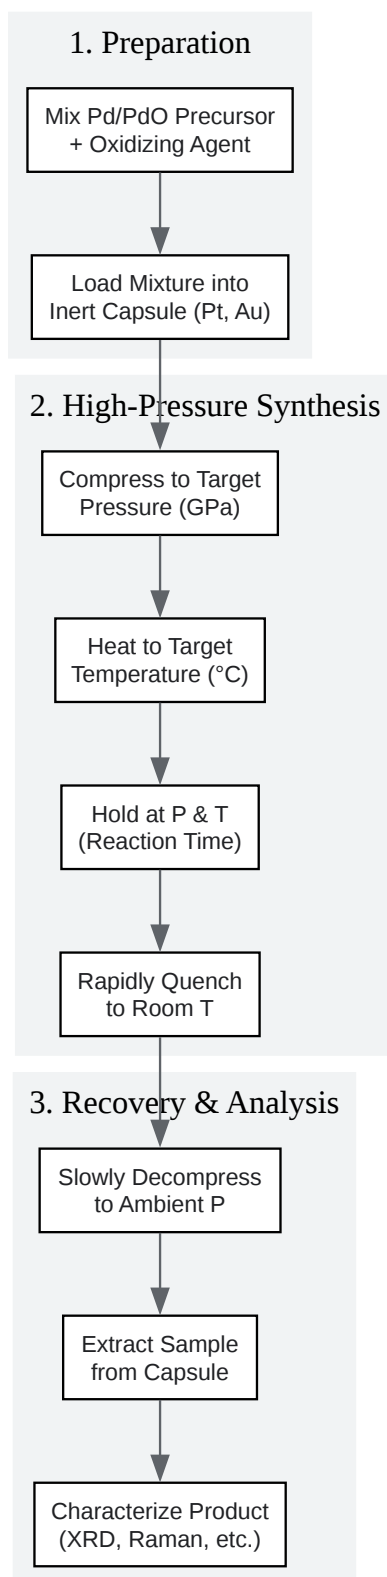 1. Preparation
Mix Pd/PdO Precursor
+ Oxidizing Agent
Load Mixture into
Inert Capsule (Pt, Au)
2. High-Pressure Synthesis
Compress to Target
Pressure (GPa)
Heat to Target
Temperature (°C)
Hold at P & T
(Reaction Time)
Rapidly Quench
to Room T
3. Recovery & Analysis
Slowly Decompress
to Ambient P
Extract Sample
from Capsule
Characterize Product
(XRD, Raman, etc.)